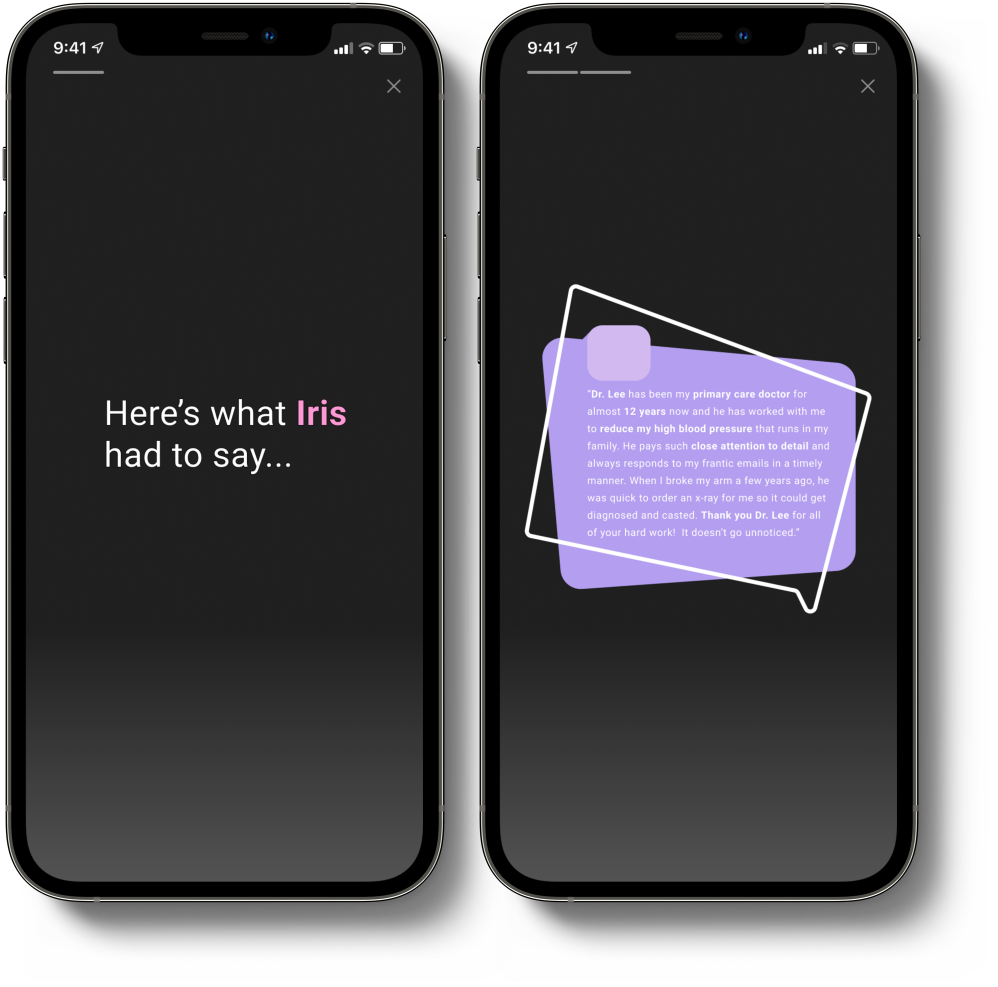 9:41
Here’s what Iris
had to say...
9:41
“Dr. Lee has been my primary care doctor for
almost 12 years now and he has worked with me
to reduce my high blood pressure that runs in my
family. He pays such close attention to detail and
always responds to my frantic emails in a timely
manner. When I broke my arm a few years ago, he
was quick to order an x-ray for me so it could get
diagnosed and casted. Thank you Dr. Lee for all
of your hard work!  It doesn’t go unnoticed.”